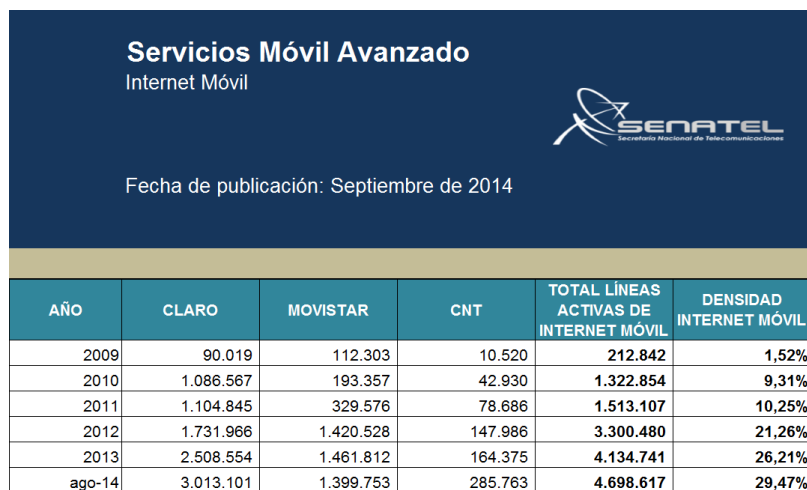 Servicios Móvil Avanzado
Internet Móvil
SENATEL
Secretaría Nacional de Telecomunicaciones
Fecha de publicación: Septiembre de 2014
AÑO CLARO MOVISTAR CNT TOTAL LÍNEAS ACTIVAS DE INTERNET MÓVIL DENSIDAD INTERNET MÓVIL
2009 90.019 112.303 10.520 212.842 1,52%
2010 1.086.567 193.357 42.930 1.322.854 9,31%
2011 1.104.845 329.576 78.686 1.513.107 10,25%
2012 1.731.966 1.420.528 147.986 3.300.480 21,26%
2013 2.508.554 1.461.812 164.375 4.134.741 26,21%
ago-14 3.013.101 1.399.753 285.763 4.698.617 29,47%